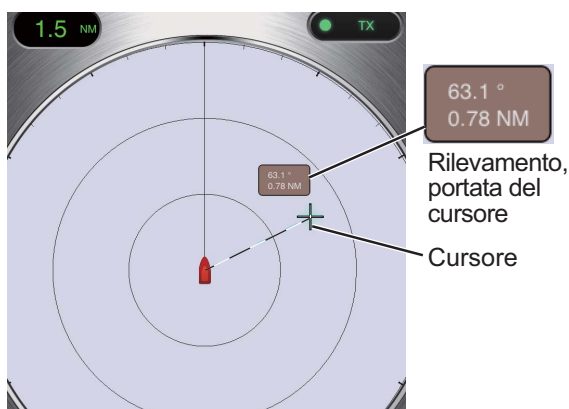 1.5 NM
TX
63.1 °
0.78 NM
63.1 °
0.78 NM
Rilevamento,
portata del
cursore
Cursore